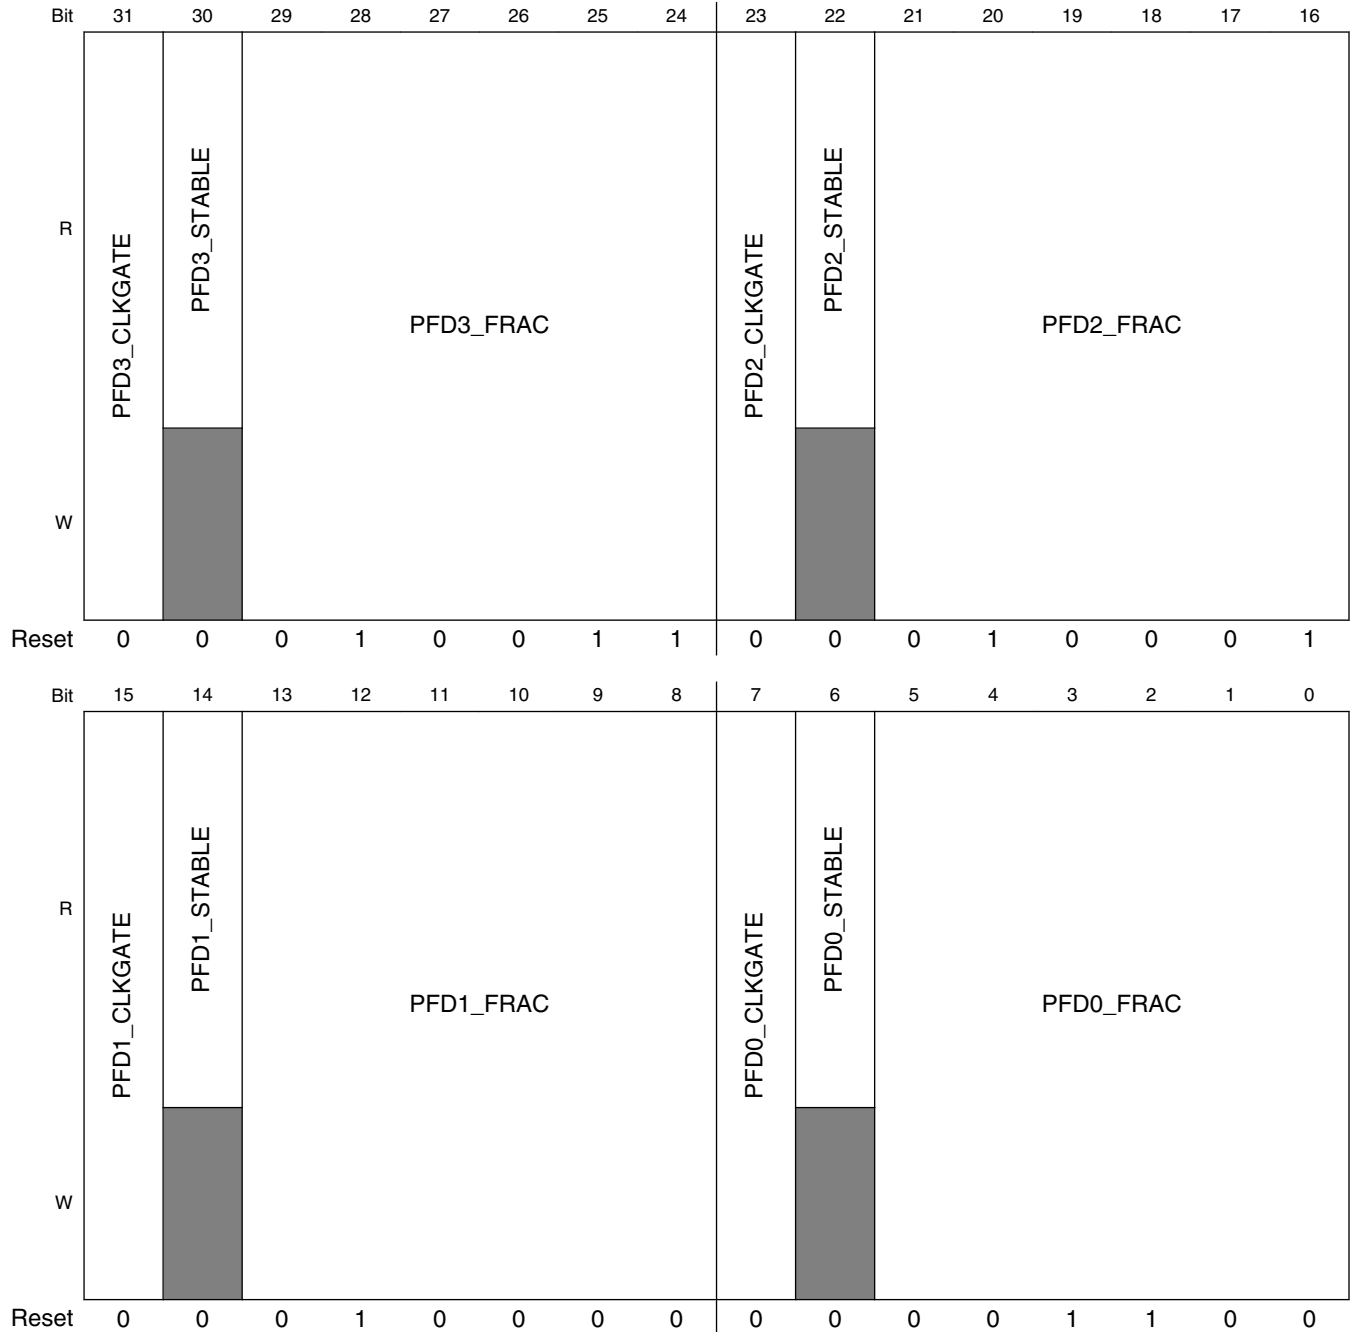 Bit 31 30 29 28 27 26 25 24 23 22 21 20 19 18 17 16
R
PFD3_CLKGATE
PFD3_STABLE
PFD3_FRAC
PFD2_CLKGATE
PFD2_STABLE
PFD2_FRAC
W
Reset 0 0 0 1 0 0 1 1 0 0 0 1 0 0 0 1
Bit 15 14 13 12 11 10 9 8 7 6 5 4 3 2 1 0
R
PFD1_CLKGATE
PFD1_STABLE
PFD1_FRAC
PFD0_CLKGATE
PFD0_STABLE
PFD0_FRAC
W
Reset 0 0 0 1 0 0 0 0 0 0 0 0 1 1 0 0